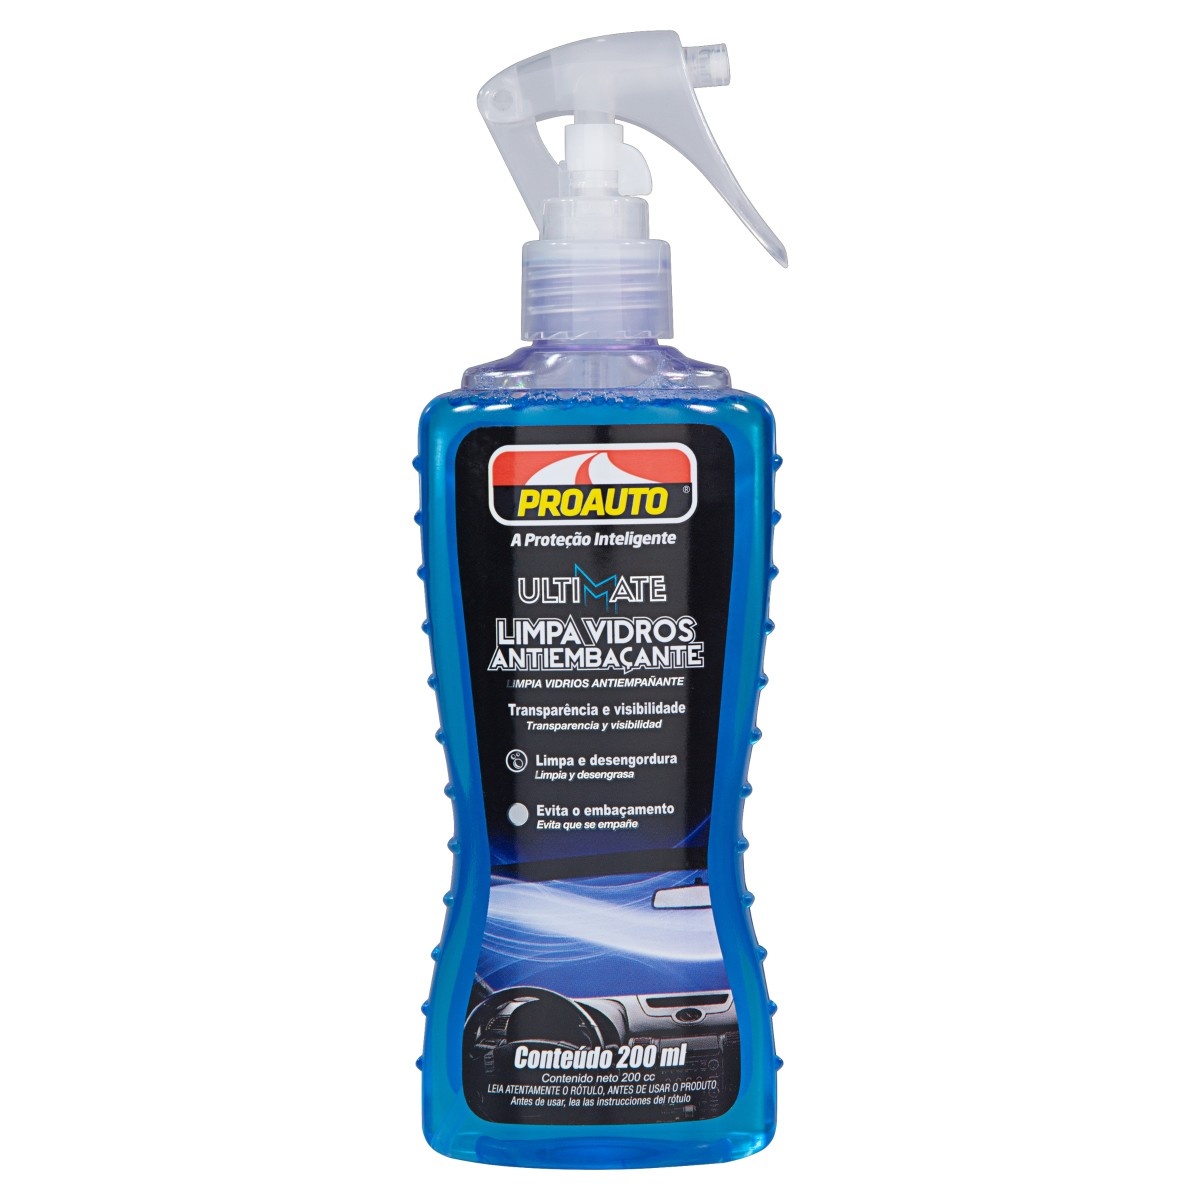 PROAUTO®
A Proteção Inteligente
ULTIMATE
LIMPA VIDROS
ANTIEMBAÇANTE
LIMPIA VIDRIOS ANTIEMPAÑANTE
Transparência e visibilidade
Transparencia y visibilidad
Limpa e desengordura
Limpia y desengrasa
Evita o embaçamento
Evita que se empañe
Conteúdo 200 ml
Contenido neto 200 cc
LEIA ATENTAMENTE O RÓTULO, ANTES DE USAR O PRODUTO
Antes de usar, lea las instrucciones del rótulo